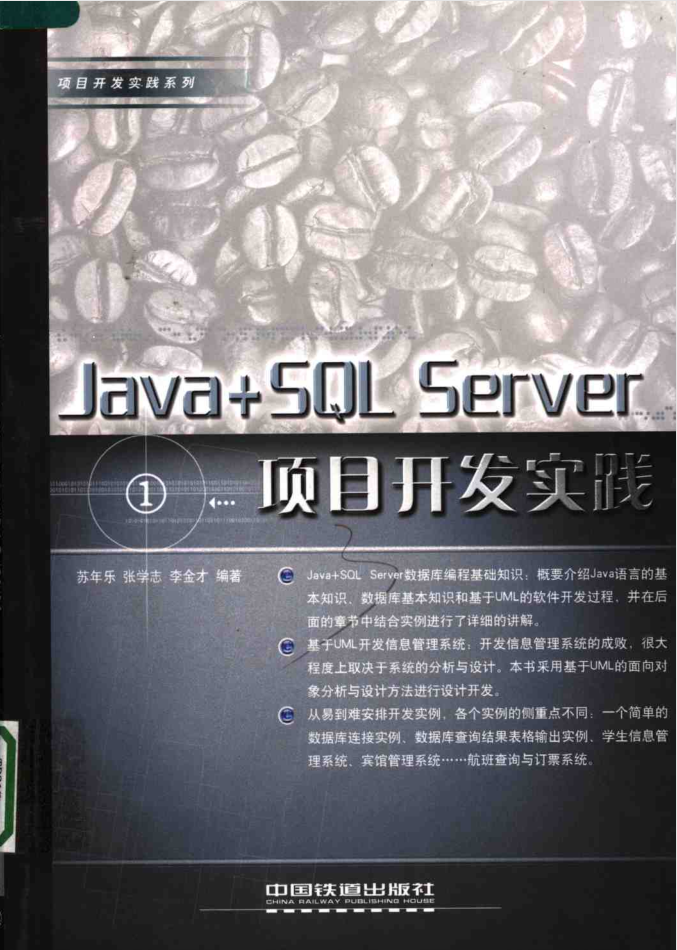 项目开发实践系列
Java+SQL Server
1
项目开发实践
苏年乐 张学志 李金才 编著
Java+SQL Server数据库编程基础知识：概要介绍Java语言的基
本知识、数据库基本知识和基于UML的软件开发过程，并在后
面的章节中结合实例进行了详细的讲解。
基于UML开发信息管理系统：开发信息管理系统的成败，很大
程度上取决于系统的分析与设计。本书采用基于UML的面向对
象分析与设计方法进行设计开发。
从易到难安排开发实例，各个实例的侧重点不同：一个简单的
数据库连接实例、数据库查询结果表格输出实例、学生信息管
理系统、宾馆管理系统……航班查询与订票系统。
中国铁道出版社
CHINA RAILWAY PUBLISHING HOUSE